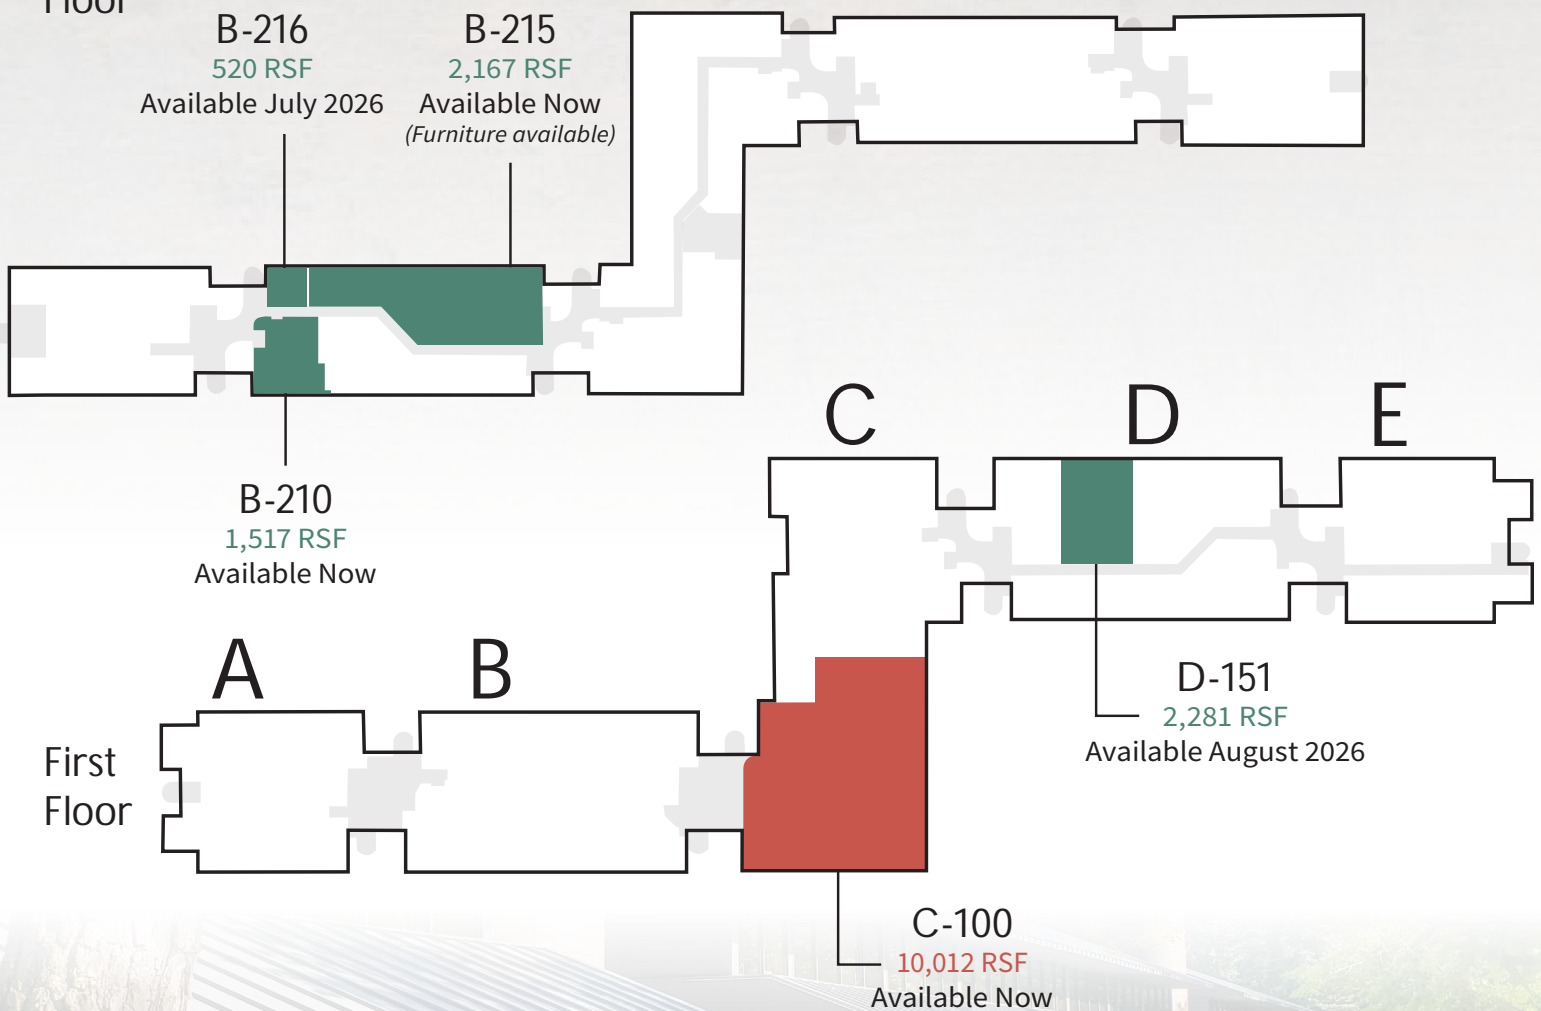 Floor
B-216
520 RSF
Available July 2026
B-215
2,167 RSF
Available Now
(Furniture available)
B-210
1,517 RSF
Available Now
C
D
E
A
B
First
Floor
D-151
2,281 RSF
Available August 2026
C-100
10,012 RSF
Available Now